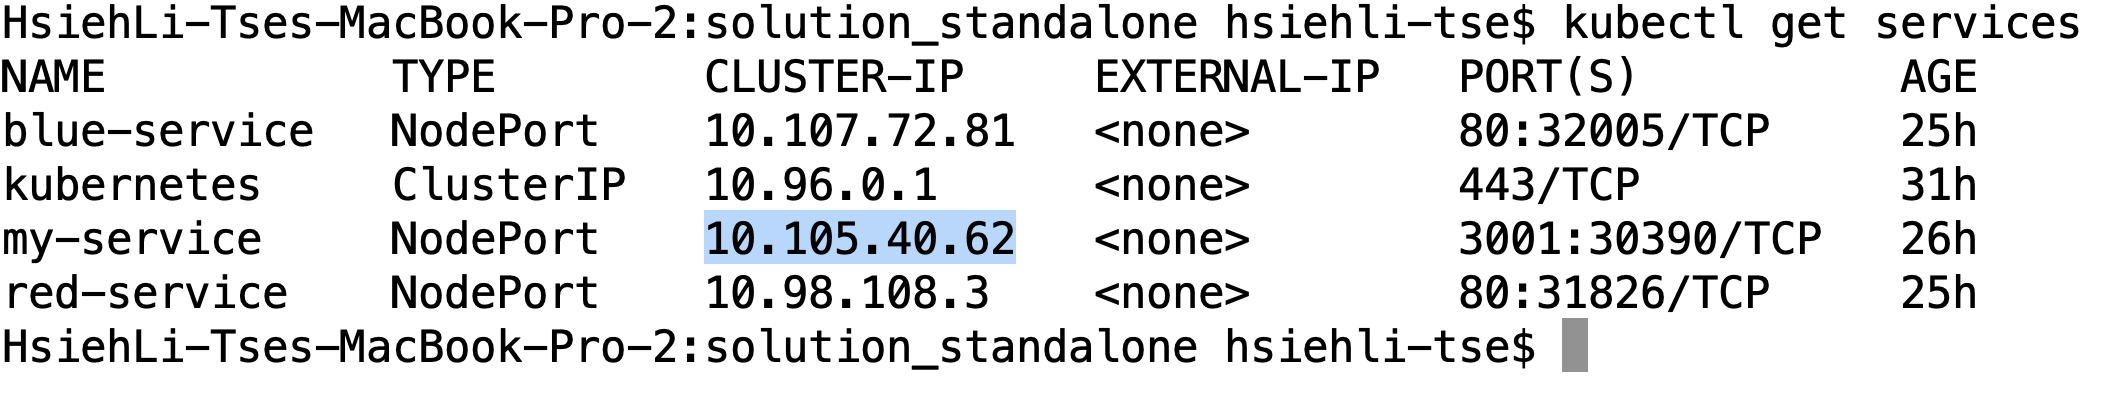 HsiehLi-Tses-MacBook-Pro-2:solution_standalone hsiehli-tse$ kubectl get services
NAME TYPE CLUSTER-IP EXTERNAL-IP PORT(S) AGE
blue-service NodePort 10.107.72.81 <none> 80:32005/TCP 25h
kubernetes ClusterIP 10.96.0.1 <none> 443/TCP 31h
my-service NodePort 10.105.40.62 <none> 3001:30390/TCP 26h
red-service NodePort 10.98.108.3 <none> 80:31826/TCP 25h
HsiehLi-Tses-MacBook-Pro-2:solution_standalone hsiehli-tse$